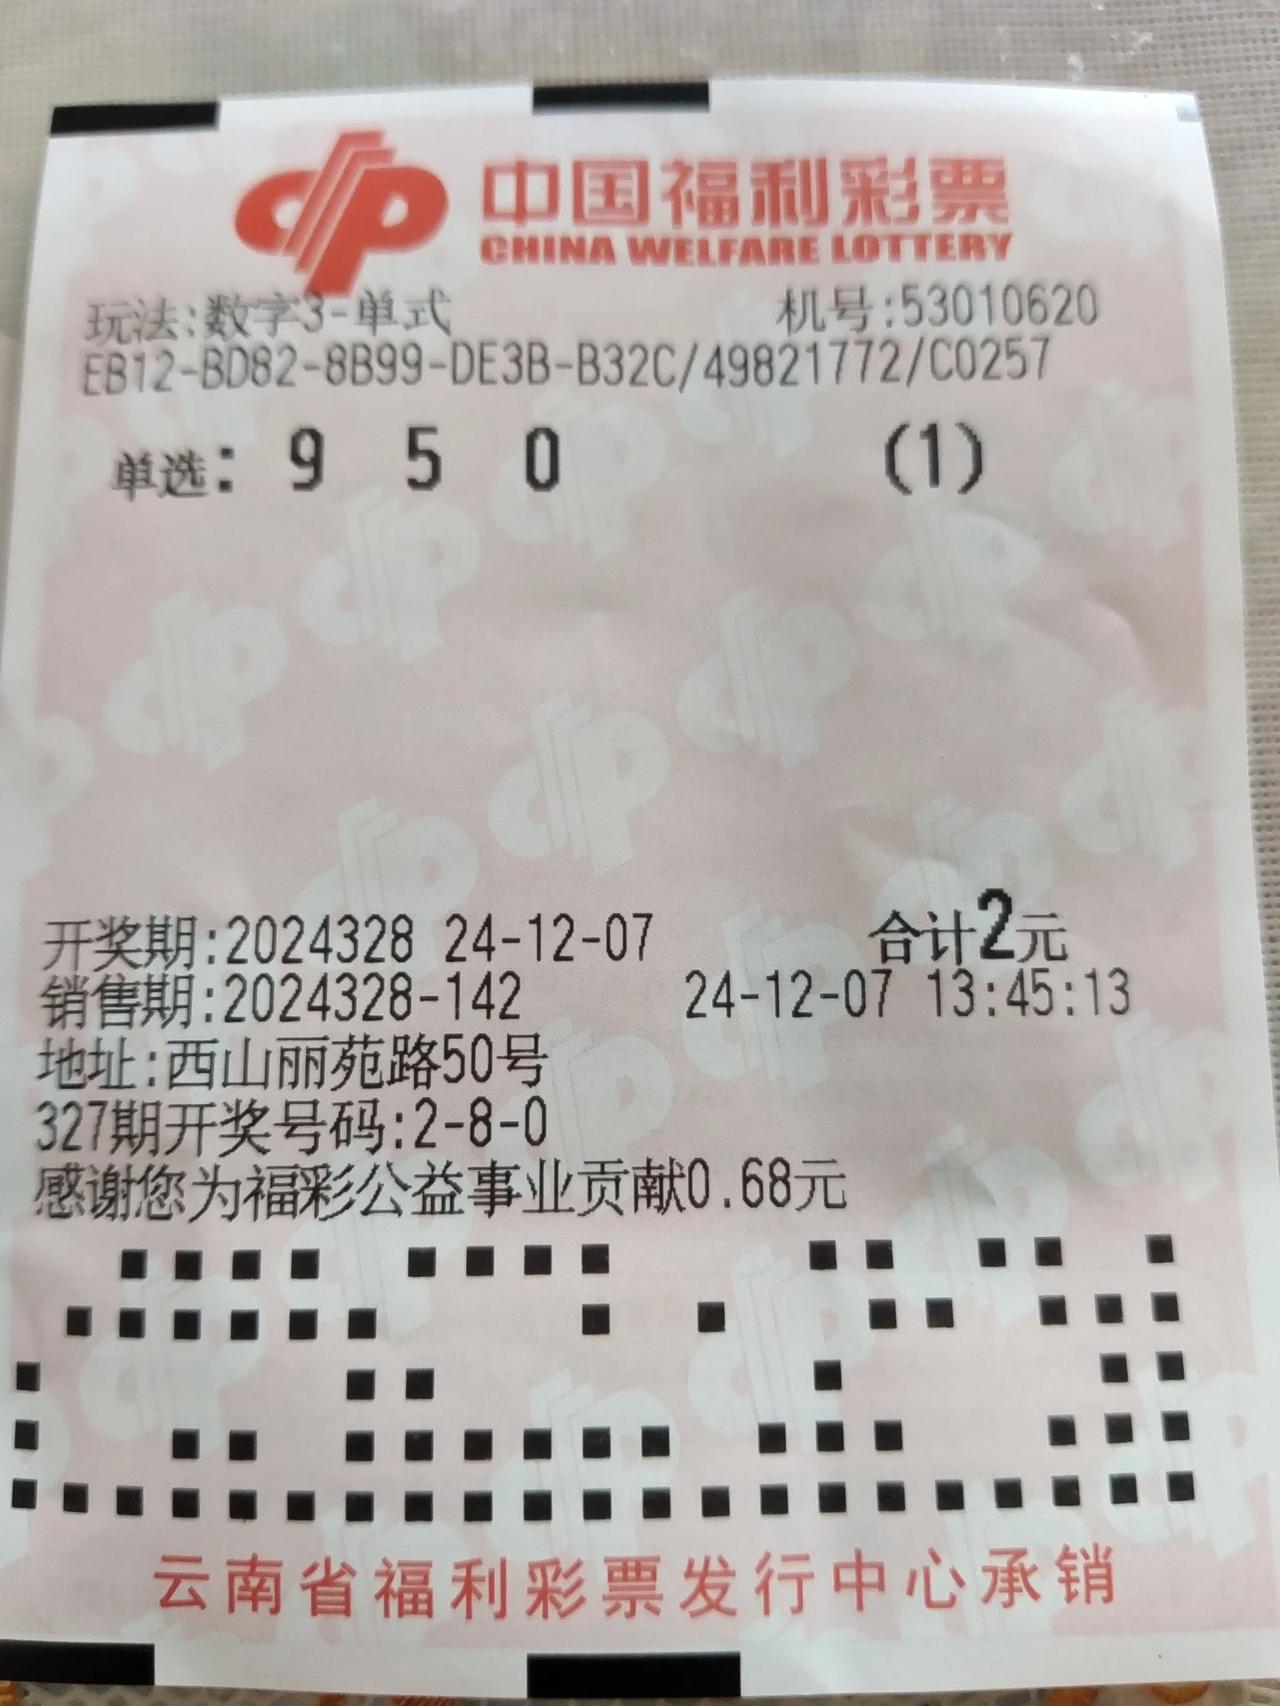 中国福利彩票
CHINA WELFARE LOTTERY
玩法:数字3-单式 机号:53010620
EB12-BD82-8B99-DE3B-B32C/49821772/C0257
单选: 9 5 0 (1)
开奖期:2024328 24-12-07 合计2元
销售期:2024328-142 24-12-07 13:45:13
地址:西山丽苑路50号
327期开奖号码:2-8-0
感谢您为福彩公益事业贡献0.68元
云南省福利彩票发行中心承销